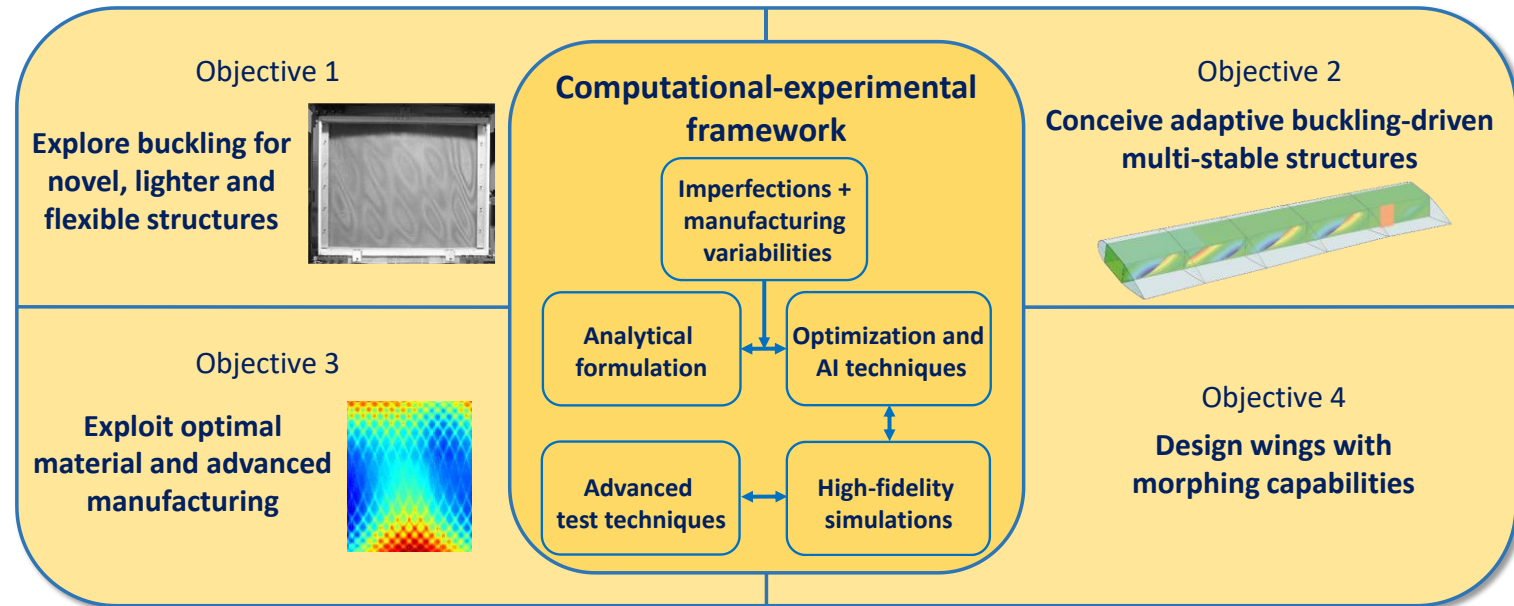 Objective 1
Explore buckling for
novel, lighter and
flexible structures
Computational-experimental
framework
Imperfections +
manufacturing
variabilities
Analytical
formulation
Optimization and
AI techniques
Advanced
test techniques
High-fidelity
simulations
Objective 2
Conceive adaptive buckling-driven
multi-stable structures
Objective 3
Exploit optimal
material and advanced
manufacturing
Objective 4
Design wings with
morphing capabilities